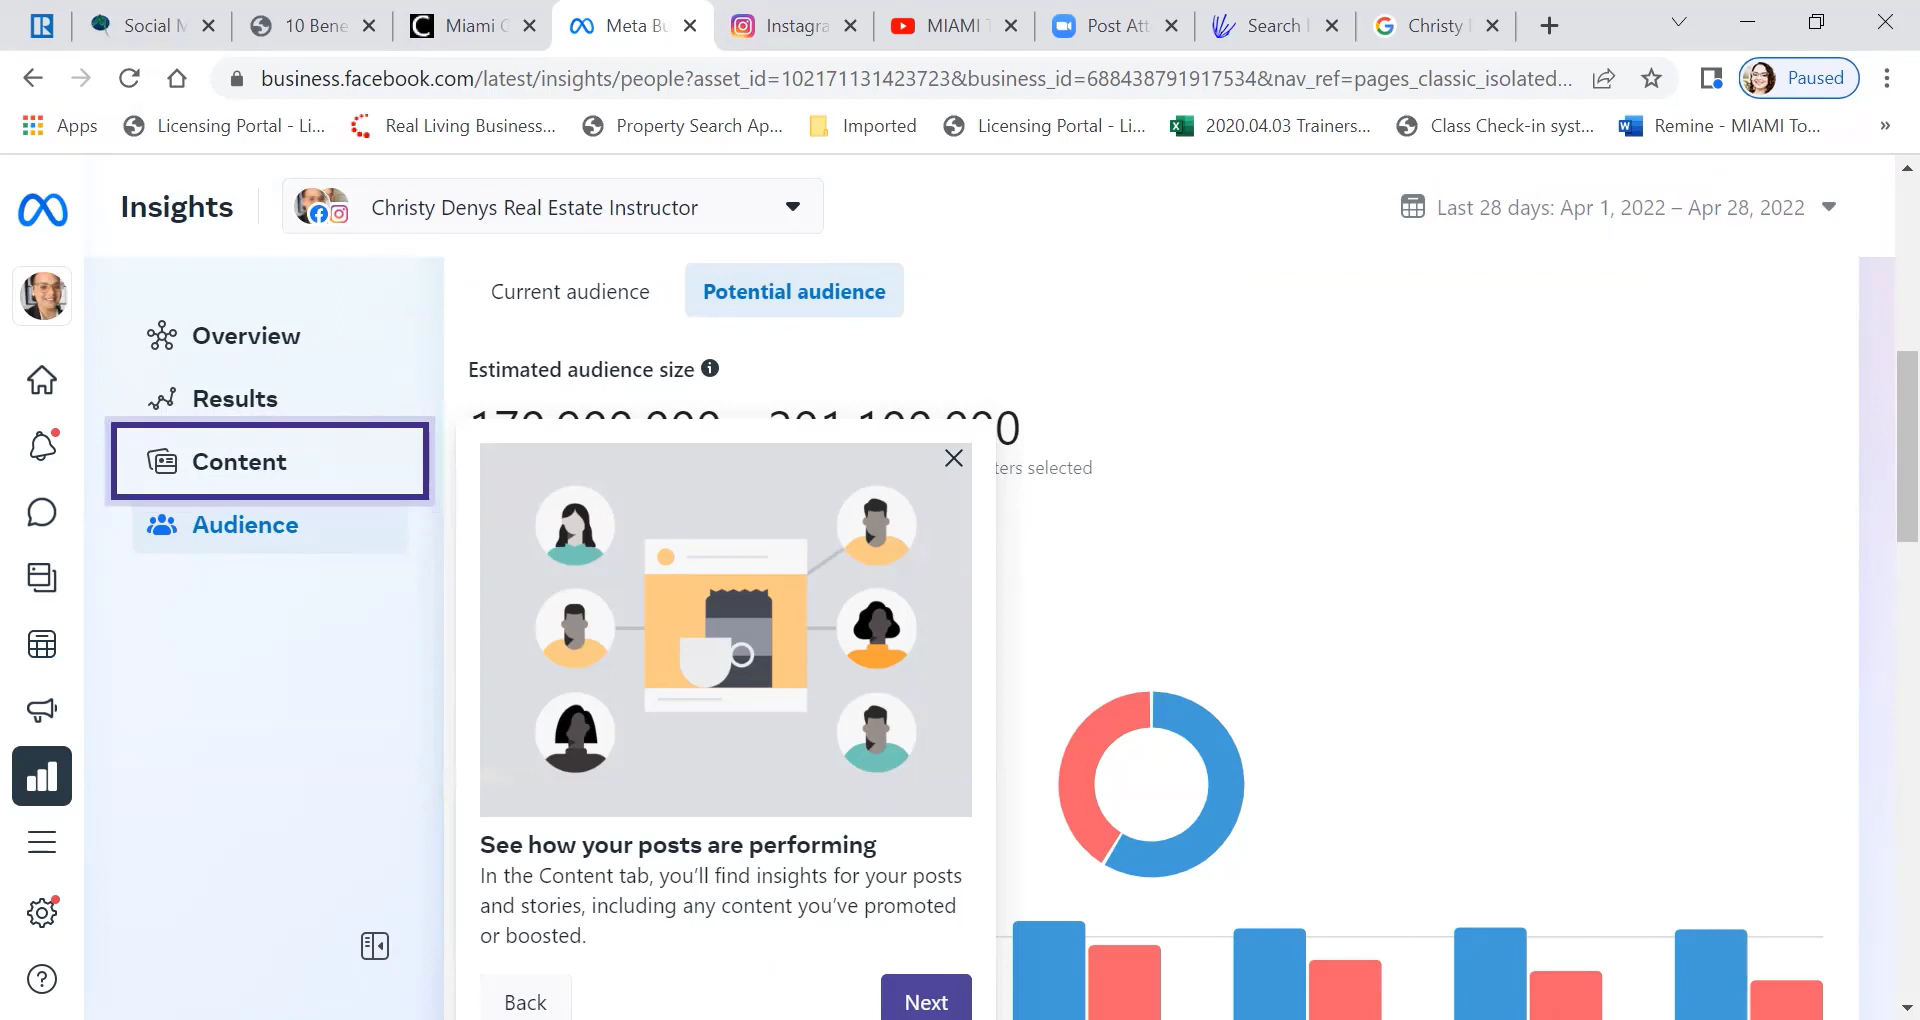 Social M
10 Bene
Miami
Meta Bu
Instagra
MIAMI
Post Att
Search
Christy
business.facebook.com/latest/insights/people?asset_id=102171131423723&business_id=688438791917534&nav_ref=pages_classic_isolated...
Paused
Apps
Licensing Portal - Li...
Real Living Business...
Property Search Ap...
Imported
Licensing Portal - Li...
2020.04.03 Trainers...
Class Check-in syst...
Remine - MIAMI To...
»
Insights
Christy Denys Real Estate Instructor
Last 28 days: Apr 1, 2022 – Apr 28, 2022
Current audience
Potential audience
Overview
Results
Content
Audience
Estimated audience size
ters selected
See how your posts are performing
In the Content tab, you’ll find insights for your posts
and stories, including any content you’ve promoted
or boosted.
Back
Next